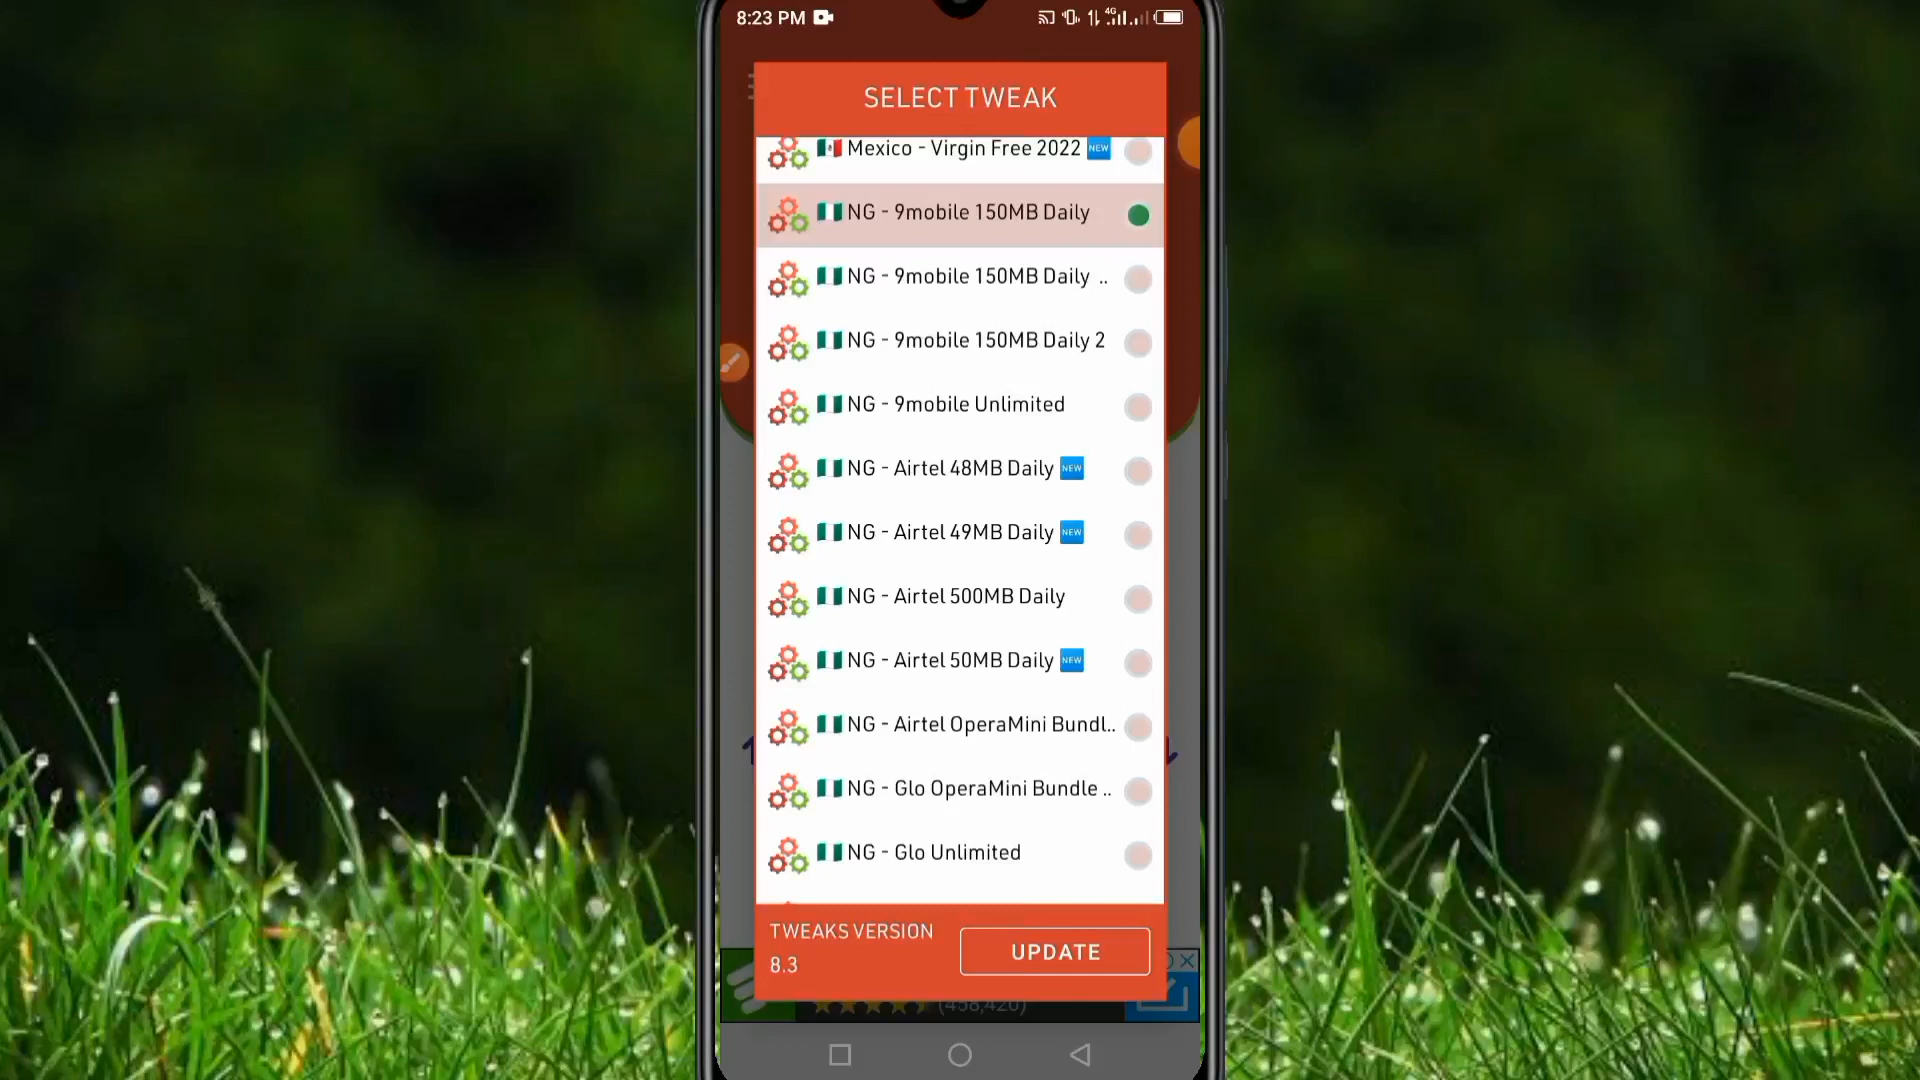 8:23 PM
4G
SELECT TWEAK
Mexico - Virgin Free 2022 NEW
NG - 9mobile 150MB Daily
NG - 9mobile 150MB Daily ..
NG - 9mobile 150MB Daily 2
NG - 9mobile Unlimited
NG - Airtel 48MB Daily NEW
NG - Airtel 49MB Daily NEW
NG - Airtel 500MB Daily
NG - Airtel 50MB Daily NEW
NG - Airtel OperaMini Bundl..
NG - Glo OperaMini Bundle ..
NG - Glo Unlimited
TWEAKS VERSION
8.3
UPDATE
(458,420)